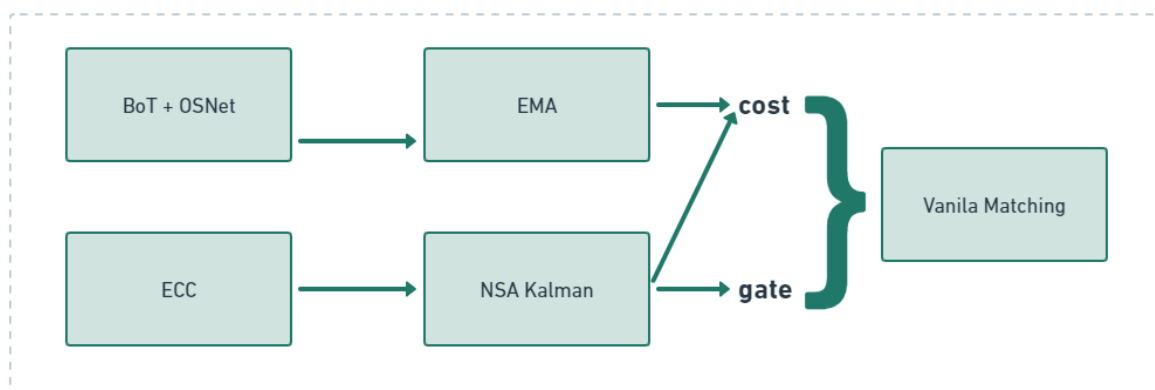 BoT + OSNet
EMA
cost
Vanila Matching
ECC
NSA Kalman
gate